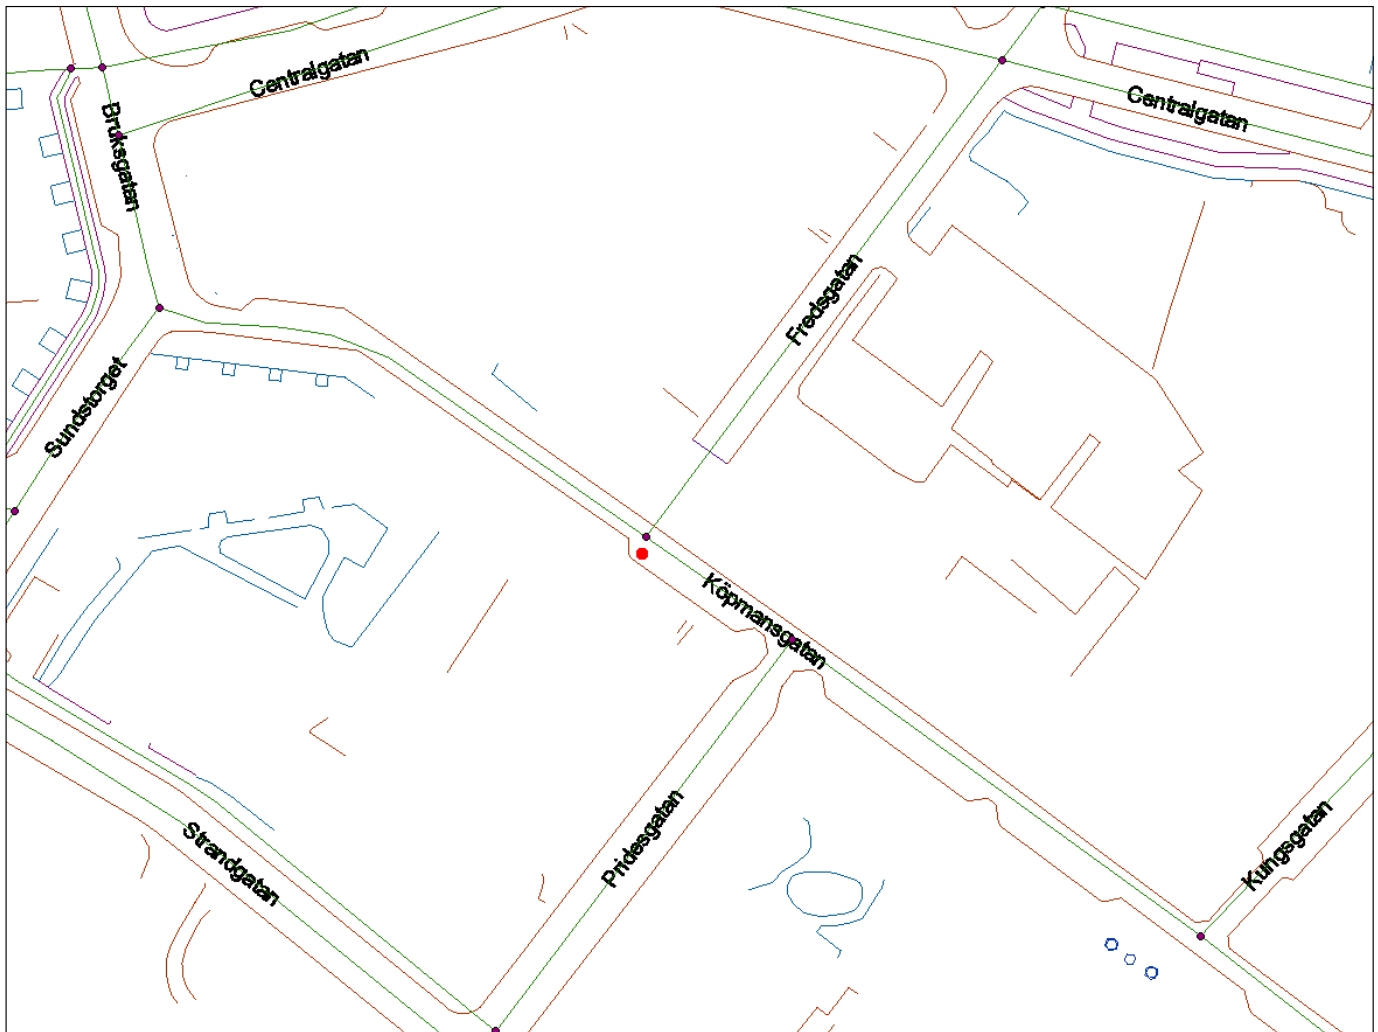 Centralgatan
Centralgatan
Bruksgatan
Fredsgatan
Sundstorget
Köpmansgatan
Pridesgatan
Kungsgatan
Strandgatan